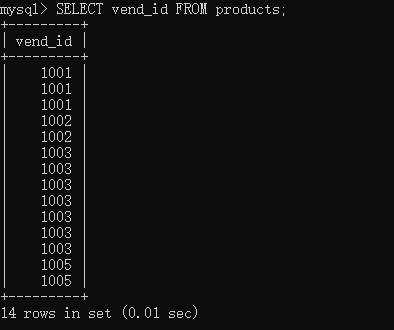 mysql> SELECT vend_id FROM products;
+---------+
| vend_id |
+---------+
|    1001 |
|    1001 |
|    1001 |
|    1002 |
|    1002 |
|    1003 |
|    1003 |
|    1003 |
|    1003 |
|    1003 |
|    1003 |
|    1003 |
|    1005 |
|    1005 |
+---------+
14 rows in set (0.01 sec)